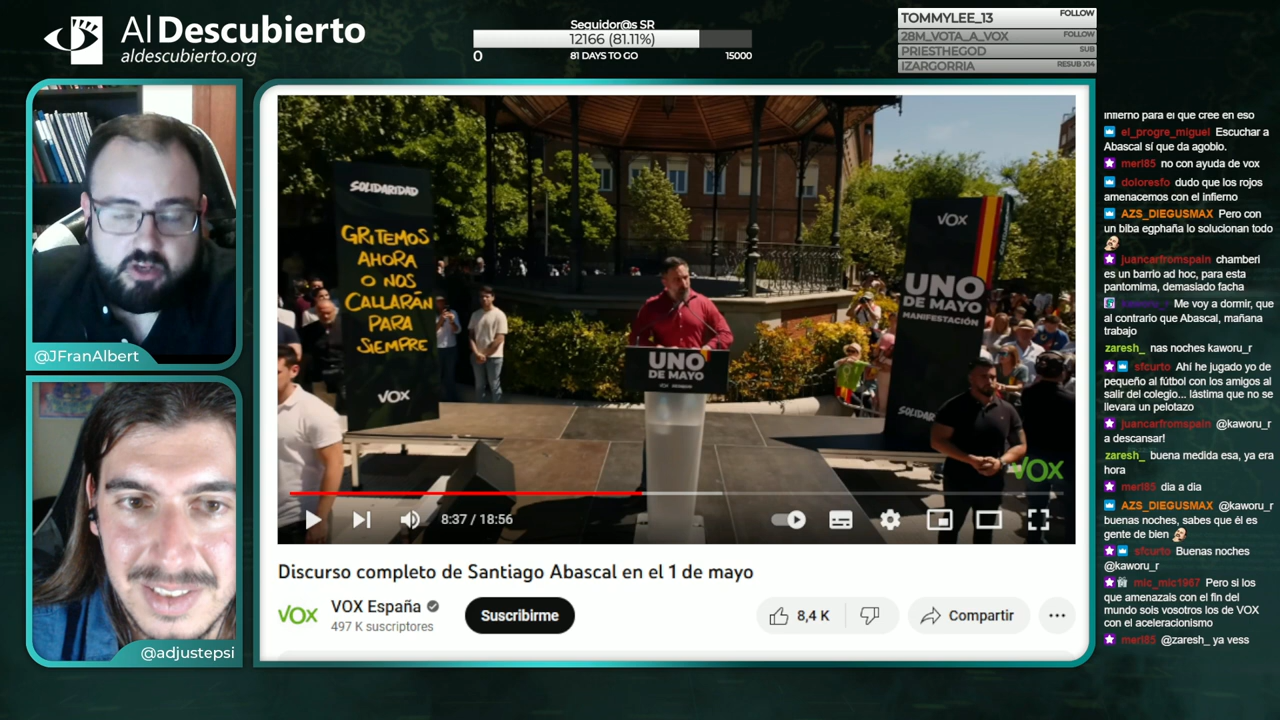 Al Descubierto
aldescubierto.org
Seguidor@s SR
12166 (81.11%)
0
81 DAYS TO GO
15000
TOMMYLEE_13 FOLLOW
28M_VOTA_A_VOX FOLLOW
PRIESTHEGOD SUB
IZARGORRIA RESUB X14
@JFranAlbert
@adjustepsi
SOLIDARIDAD
GRITEMOS
AHORA
O NOS
CALLARÁN
PARA
SIEMPRE
VOX
UNO
DE MAYO
VOX
UNO
DE MAYO
MANIFESTACIÓN
SOLIDAR
VOX
8:37 / 18:56
Discurso completo de Santiago Abascal en el 1 de mayo
VOX
VOX España
497 K suscriptores
Suscribirme
8,4 K
Compartir
infierno para el que cree en eso
el_progre_miguel Escuchar a
Abascal sí que da agobio.
merl85 no con ayuda de vox
doloresfo dudo que los rojos
amenacemos con el infierno
AZS_DIEGUSMAX Pero con
un biba egphaña lo solucionan todo
juancarfromspain chamberi
es un barrio ad hoc, para esta
pantomima, demasiado facha
Me voy a dormir, que
al contrario que Abascal, mañana
trabajo
zaresh_ nas noches kaworu_r
sfcurto Ahí he jugado yo de
pequeño al fútbol con los amigos al
salir del colegio... lástima que no se
llevara un pelotazo
juancarfromspain @kaworu_r
a descansar!
zaresh_ buena medida esa, ya era
hora
merl85 dia a dia
AZS_DIEGUSMAX @kaworu_r
buenas noches, sabes que él es
gente de bien
sfcurto Buenas noches
@kaworu_r
mic_mic1967 Pero si los
que amenazais con el fin del
mundo sois vosotros los de VOX
con el aceleracionismo
merl85 @zaresh_ ya vess